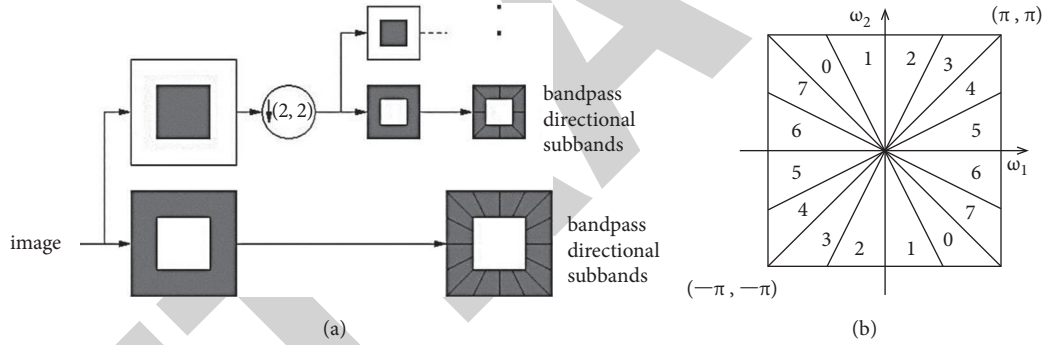 (2, 2)
bandpass
directional
subbands
image
bandpass
directional
subbands
(a)
ω2
(π , π)
0 1 2 3
7 4
6 5
ω1
5 6
4 7
3 2 1 0
(—π , —π)
(b)